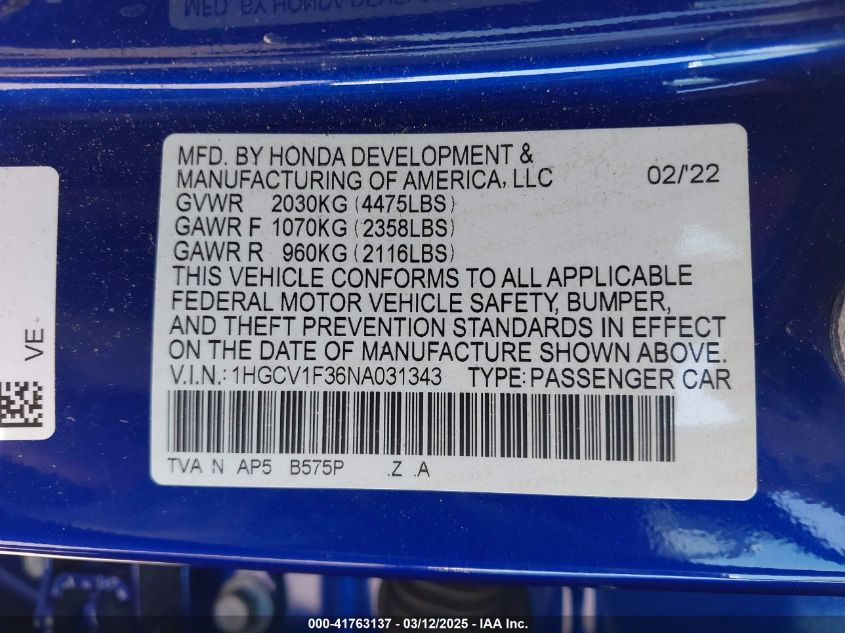 MFD. BY HONDA DEVELOPMENT &
MANUFACTURING OF AMERICA, LLC 02/'22
GVWR 2030KG (4475LBS)
GAWR F 1070KG (2358LBS)
GAWR R 960KG (2116LBS)
THIS VEHICLE CONFORMS TO ALL APPLICABLE
FEDERAL MOTOR VEHICLE SAFETY, BUMPER,
AND THEFT PREVENTION STANDARDS IN EFFECT
ON THE DATE OF MANUFACTURE SHOWN ABOVE.
V.I.N.: 1HGCV1F36NA031343 TYPE: PASSENGER CAR
TVA N AP5 B575P .Z .A
VE
000-41763137 - 03/12/2025 - IAA Inc.